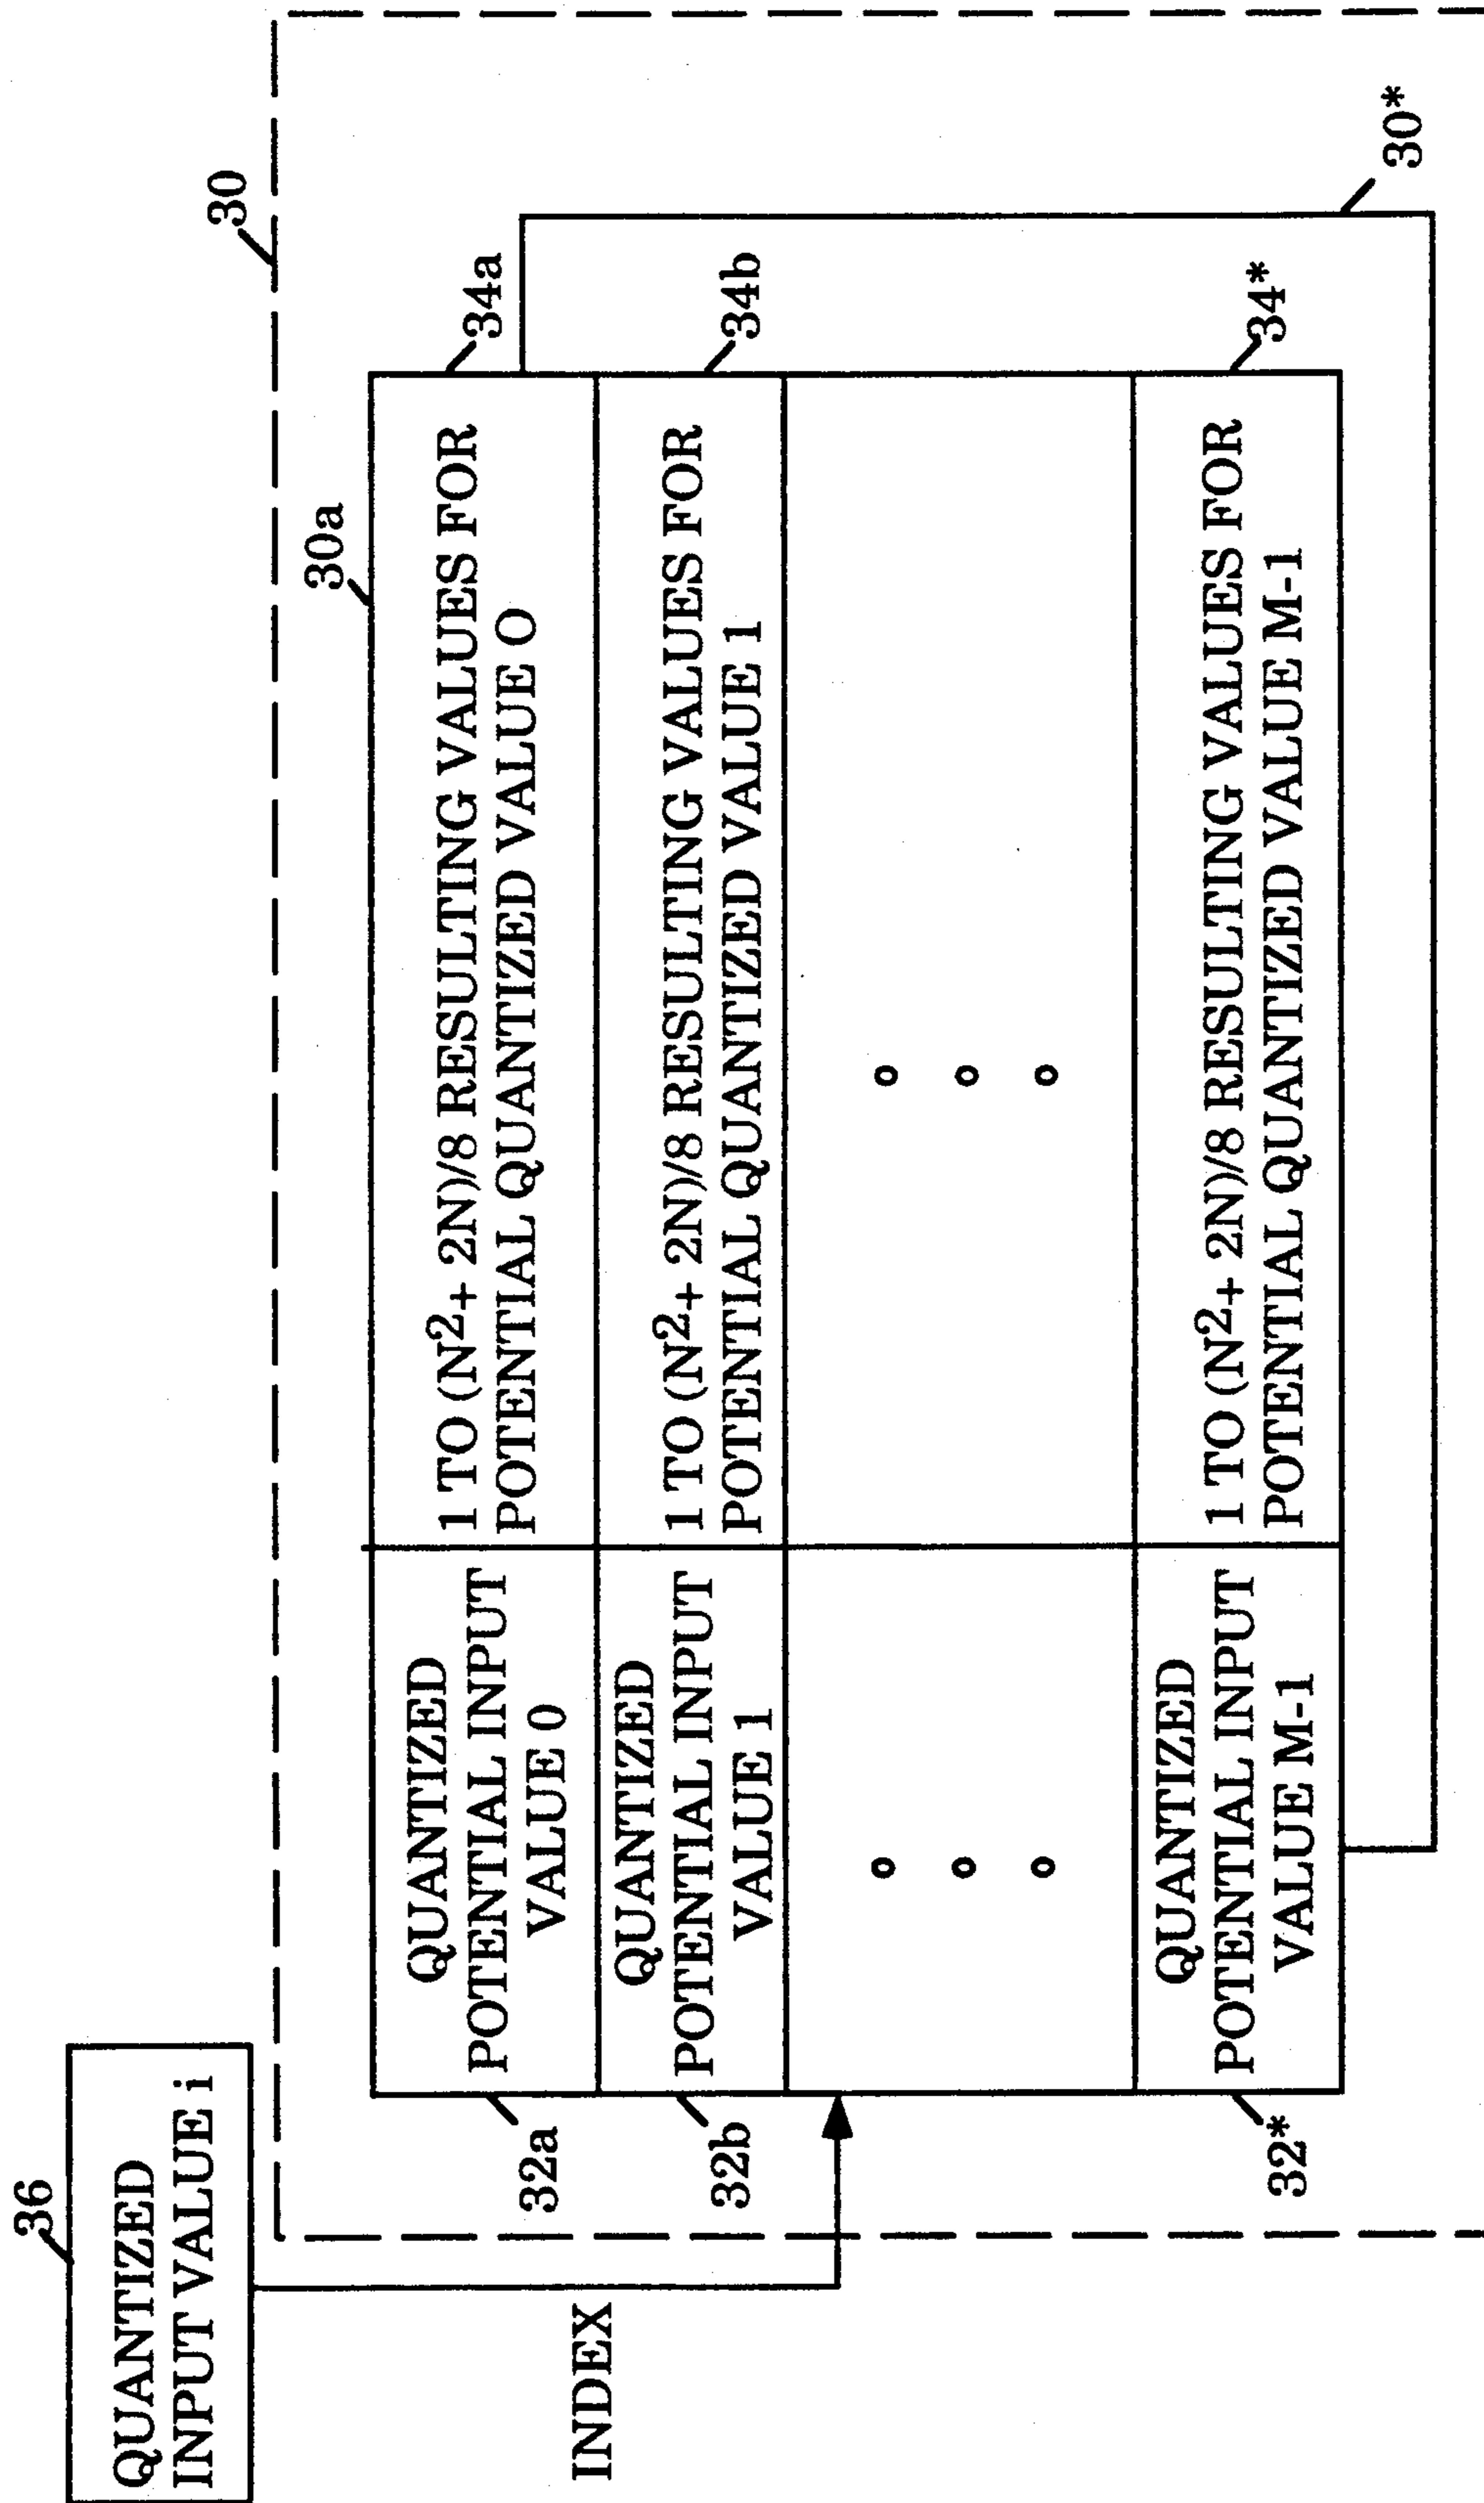 36
QUANTIZED
INPUT VALUE i
INDEX
30
30a
32a
QUANTIZED
POTENTIAL INPUT
VALUE 0
1 TO (N²+ 2N)/8 RESULTING VALUES FOR
POTENTIAL QUANTIZED VALUE O
34a
32b
QUANTIZED
POTENTIAL INPUT
VALUE 1
1 TO (N²+ 2N)/8 RESULTING VALUES FOR
POTENTIAL QUANTIZED VALUE 1
34b
32*
QUANTIZED
POTENTIAL INPUT
VALUE M-1
1 TO (N²+ 2N)/8 RESULTING VALUES FOR
POTENTIAL QUANTIZED VALUE M-1
34*
30*